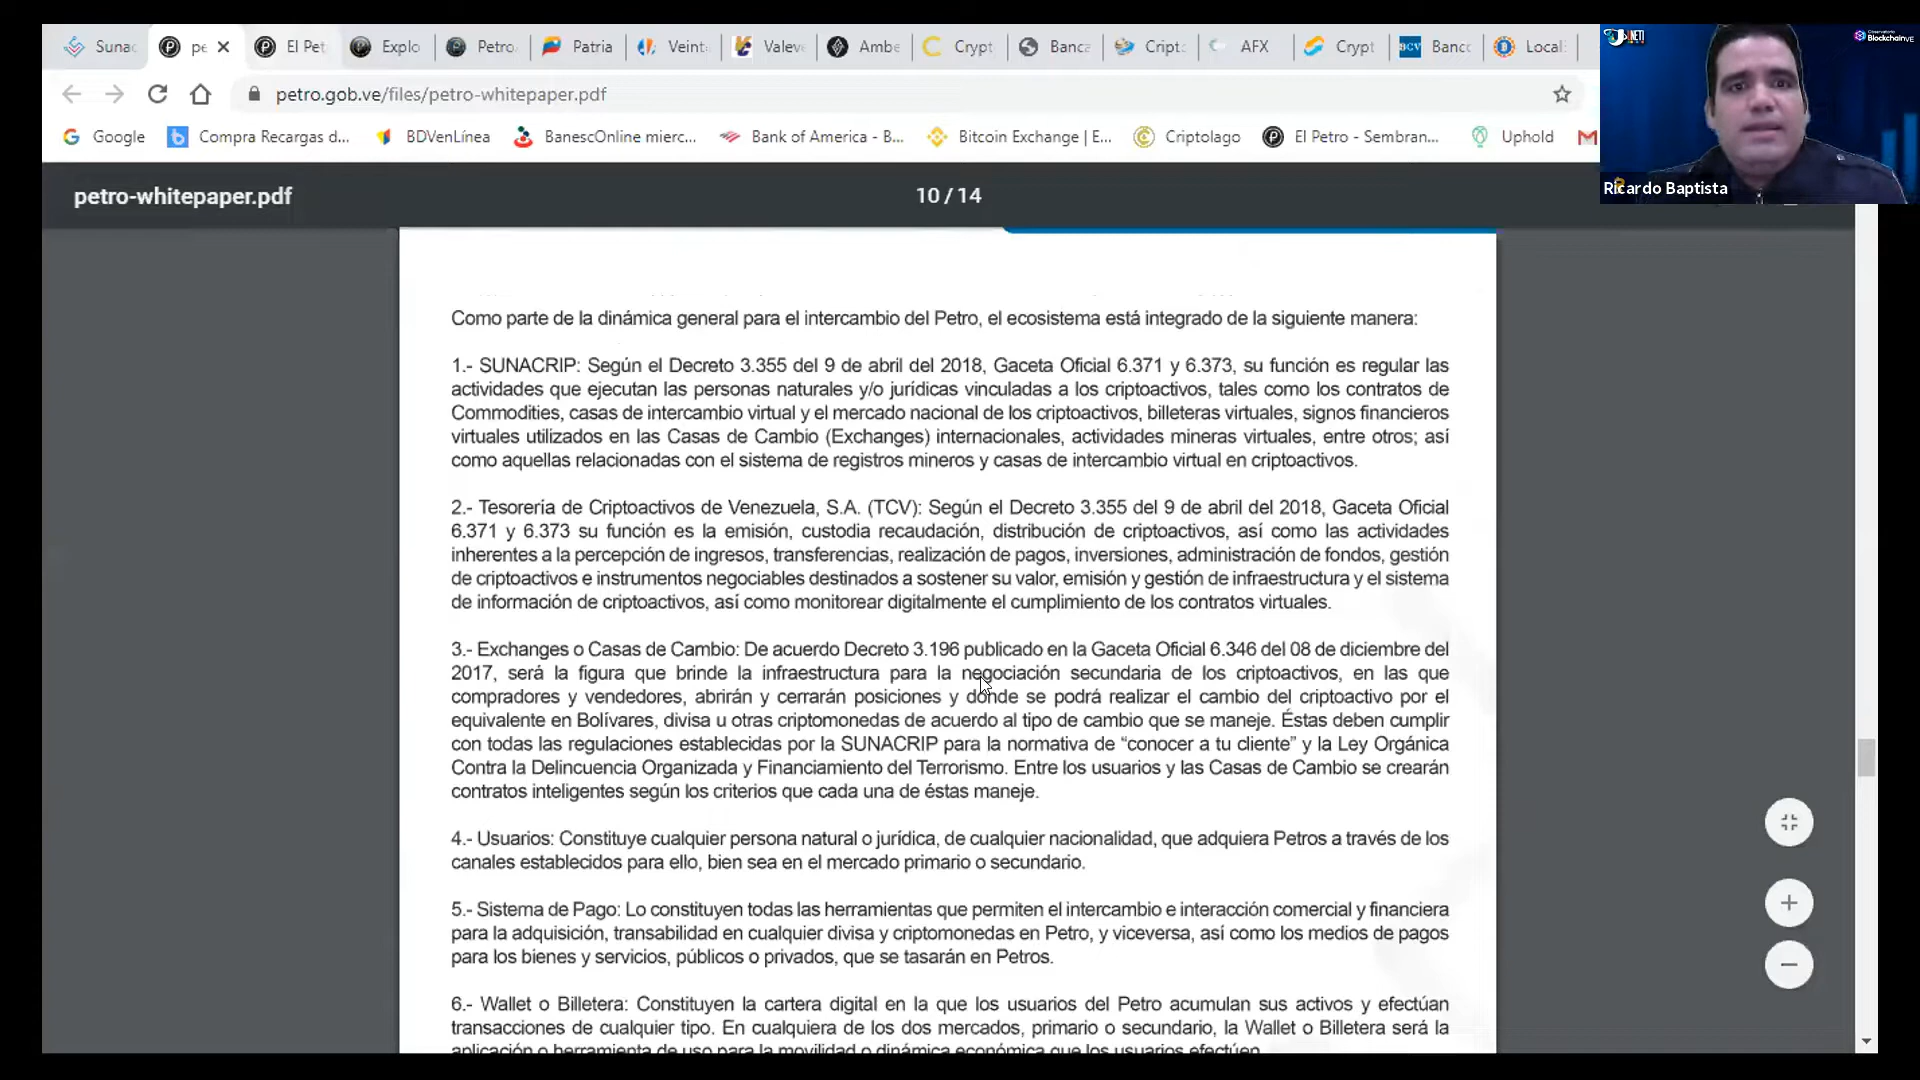 Sunac
pe
El Pet
Explo
Petro
Patria
Veint
Valev
Ambe
Crypt
Banca
Cripto
AFX
Crypt
BCV
Banco
Local
petro.gob.ve/files/petro-whitepaper.pdf
Google
Compra Recargas d...
BDVenLínea
BanescOnline mierc...
Bank of America - B...
Bitcoin Exchange | E...
Criptolago
El Petro - Sembran...
Uphold
BlockchainVE
Ricardo Baptista
petro-whitepaper.pdf
10 / 14
Como parte de la dinámica general para el intercambio del Petro, el ecosistema está integrado de la siguiente manera:
1.- SUNACRIP: Según el Decreto 3.355 del 9 de abril del 2018, Gaceta Oficial 6.371 y 6.373, su función es regular las
actividades que ejecutan las personas naturales y/o jurídicas vinculadas a los criptoactivos, tales como los contratos de
Commodities, casas de intercambio virtual y el mercado nacional de los criptoactivos, billeteras virtuales, signos financieros
virtuales utilizados en las Casas de Cambio (Exchanges) internacionales, actividades mineras virtuales, entre otros; así
como aquellas relacionadas con el sistema de registros mineros y casas de intercambio virtual en criptoactivos.
2.- Tesorería de Criptoactivos de Venezuela, S.A. (TCV): Según el Decreto 3.355 del 9 de abril del 2018, Gaceta Oficial
6.371 y 6.373 su función es la emisión, custodia recaudación, distribución de criptoactivos, así como las actividades
inherentes a la percepción de ingresos, transferencias, realización de pagos, inversiones, administración de fondos, gestión
de criptoactivos e instrumentos negociables destinados a sostener su valor, emisión y gestión de infraestructura y el sistema
de información de criptoactivos, así como monitorear digitalmente el cumplimiento de los contratos virtuales.
3.- Exchanges o Casas de Cambio: De acuerdo Decreto 3.196 publicado en la Gaceta Oficial 6.346 del 08 de diciembre del
2017, será la figura que brinde la infraestructura para la negociación secundaria de los criptoactivos, en las que
compradores y vendedores, abrirán y cerrarán posiciones y dónde se podrá realizar el cambio del criptoactivo por el
equivalente en Bolívares, divisa u otras criptomonedas de acuerdo al tipo de cambio que se maneje. Éstas deben cumplir
con todas las regulaciones establecidas por la SUNACRIP para la normativa de “conocer a tu cliente” y la Ley Orgánica
Contra la Delincuencia Organizada y Financiamiento del Terrorismo. Entre los usuarios y las Casas de Cambio se crearán
contratos inteligentes según los criterios que cada una de éstas maneje.
4.- Usuarios: Constituye cualquier persona natural o jurídica, de cualquier nacionalidad, que adquiera Petros a través de los
canales establecidos para ello, bien sea en el mercado primario o secundario.
5.- Sistema de Pago: Lo constituyen todas las herramientas que permiten el intercambio e interacción comercial y financiera
para la adquisición, transabilidad en cualquier divisa y criptomonedas en Petro, y viceversa, así como los medios de pagos
para los bienes y servicios, públicos o privados, que se tasarán en Petros.
6.- Wallet o Billetera: Constituyen la cartera digital en la que los usuarios del Petro acumulan sus activos y efectúan
transacciones de cualquier tipo. En cualquiera de los dos mercados, primario o secundario, la Wallet o Billetera será la
aplicación o herramienta de uso para la movilidad o dinámica económica que los usuarios efectúen